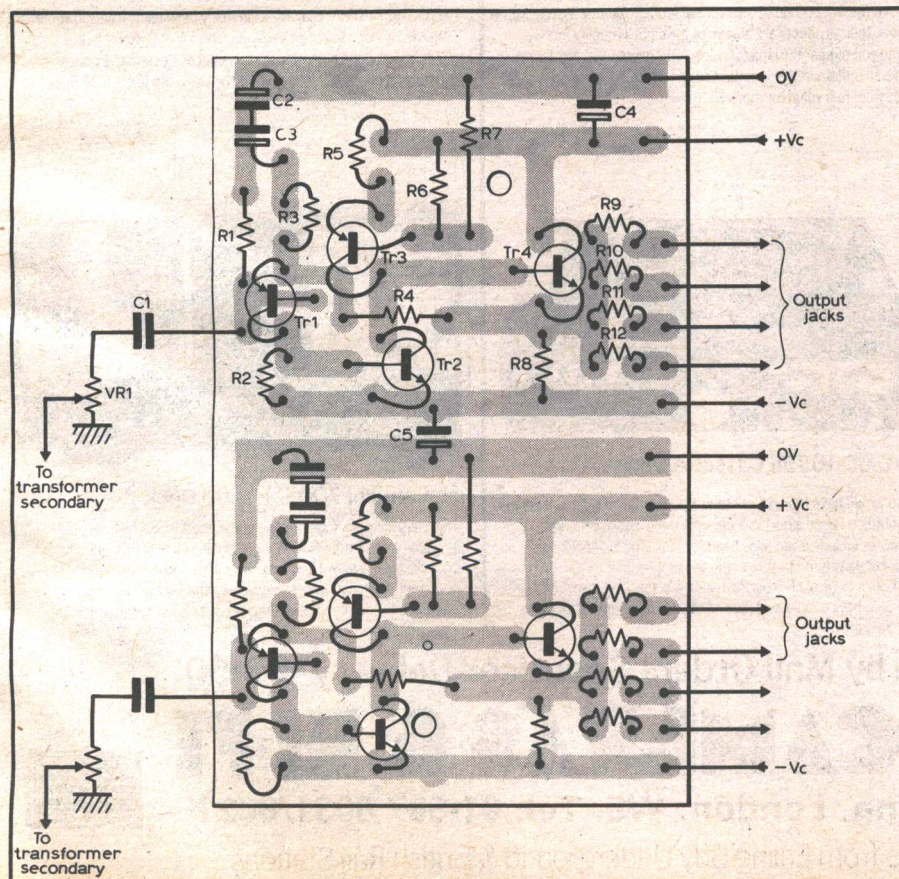 0V
C2
C4
C3
R7
+Vc
R5
R6
R9
R3
R1
Tr3
Tr4
R10
C1
R4
R11
Output
jacks
Tr1
R12
R2
Tr2
R8
VR1
-Vc
C5
To
transformer
secondary
0V
+Vc
Output
jacks
-Vc
To
transformer
secondary